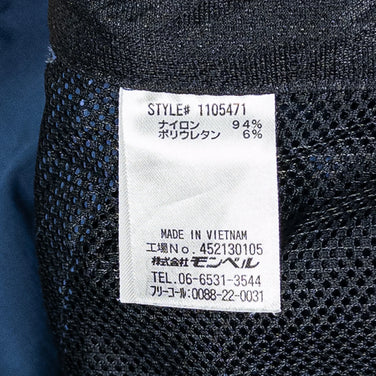 STYLE# 1105471
ナイロン 94%
ポリウレタン 6%
MADE IN VIETNAM
工場No. 452130105
株式会社モンベル
TEL.06-6531-3544
フリーコール:0088-22-0031